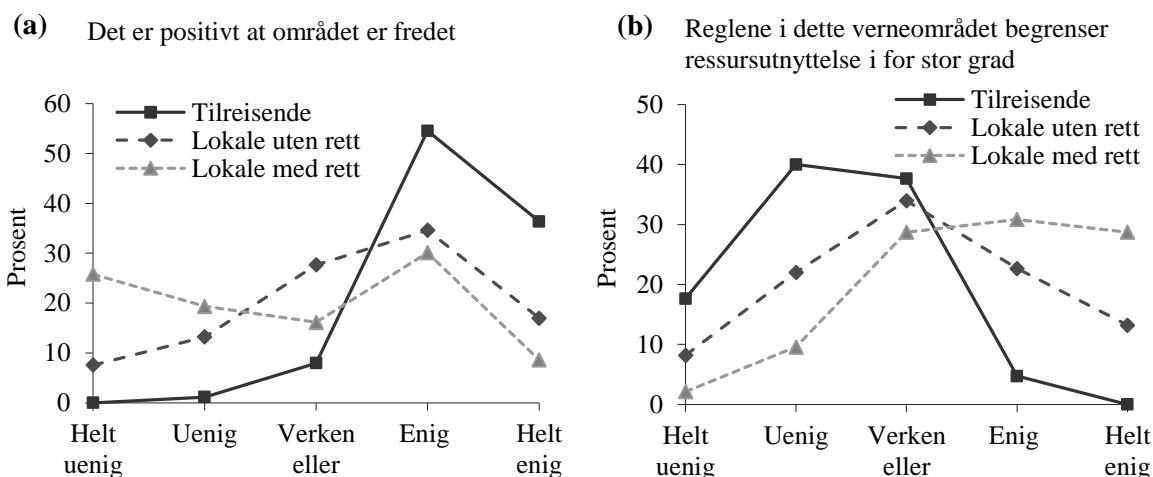 (a) Det er positivt at området er fredet
60
50
40
30
20
10
0
Prosent
Tilreisende
Lokale uten rett
Lokale med rett
Helt uenig
Uenig
Verken eller
Enig
Helt enig
(b) Reglene i dette verneområdet begrenser
ressursutnyttelse i for stor grad
50
40
30
20
10
0
Prosent
Tilreisende
Lokale uten rett
Lokale med rett
Helt uenig
Uenig
Verken eller
Enig
Helt enig